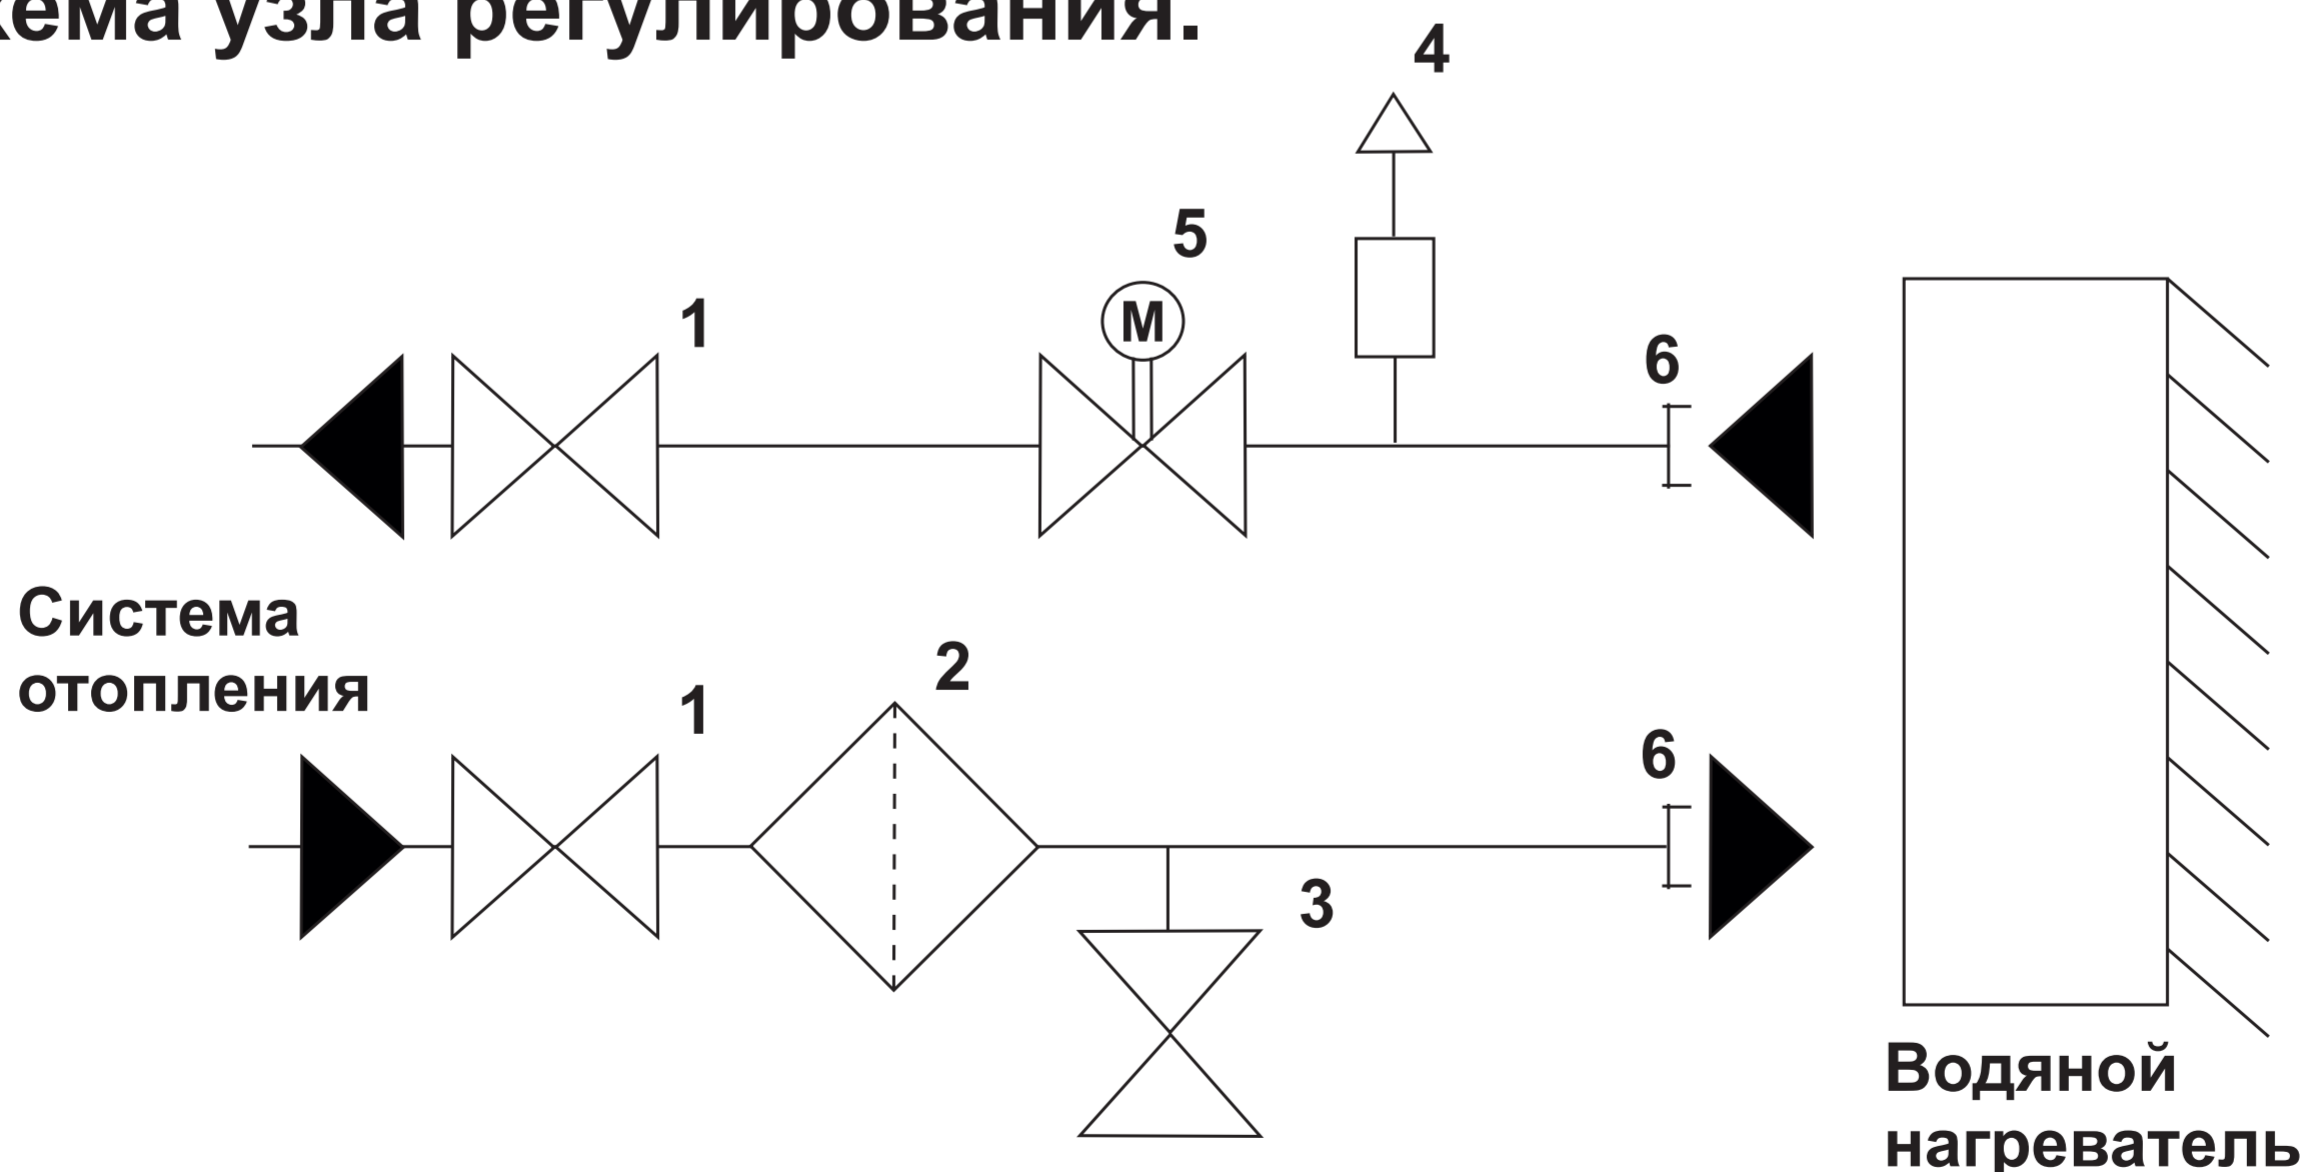 хема узла регулирования.
4
5
M
1
6
Система
отопления
1
2
6
3
Водяной
нагреватель